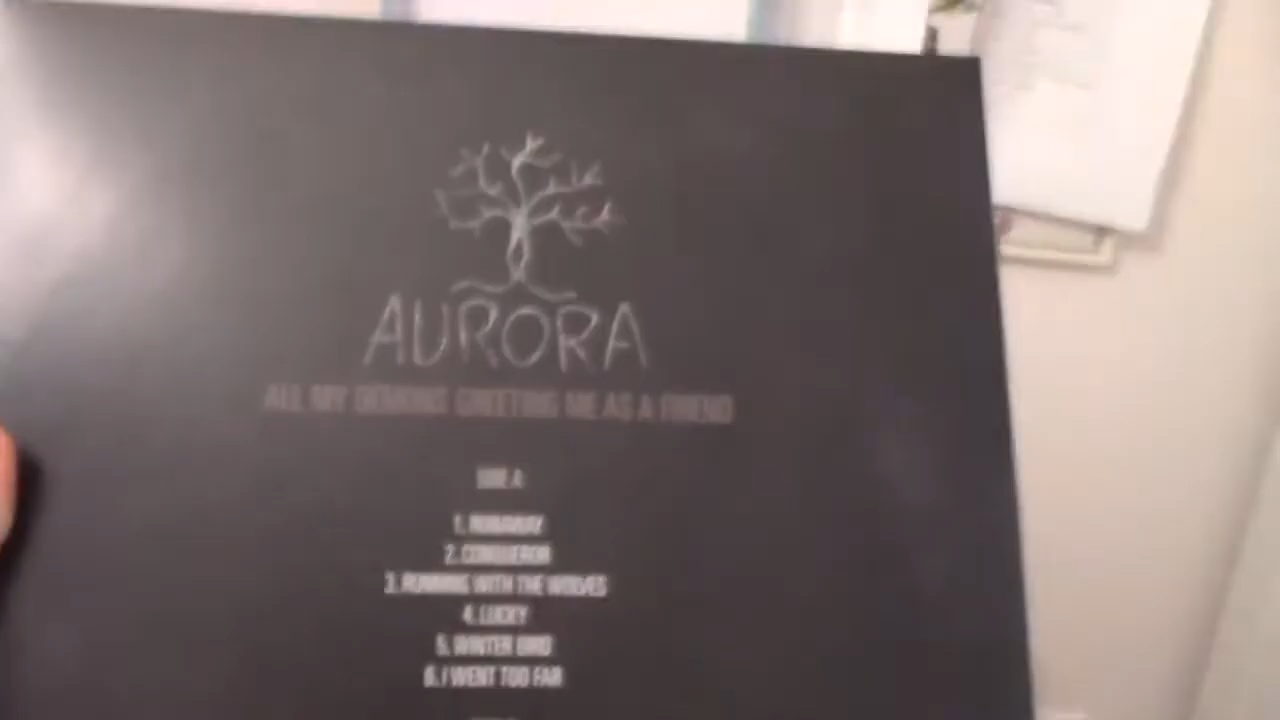 AURORA
ALL MY DEMONS GREETING ME AS A FRIEND
SIDE A
1. RUNAWAY
2. CONQUEROR
3. RUNNING WITH THE WOLVES
4. LUCKY
5. WINTER BIRD
6. I WENT TOO FAR